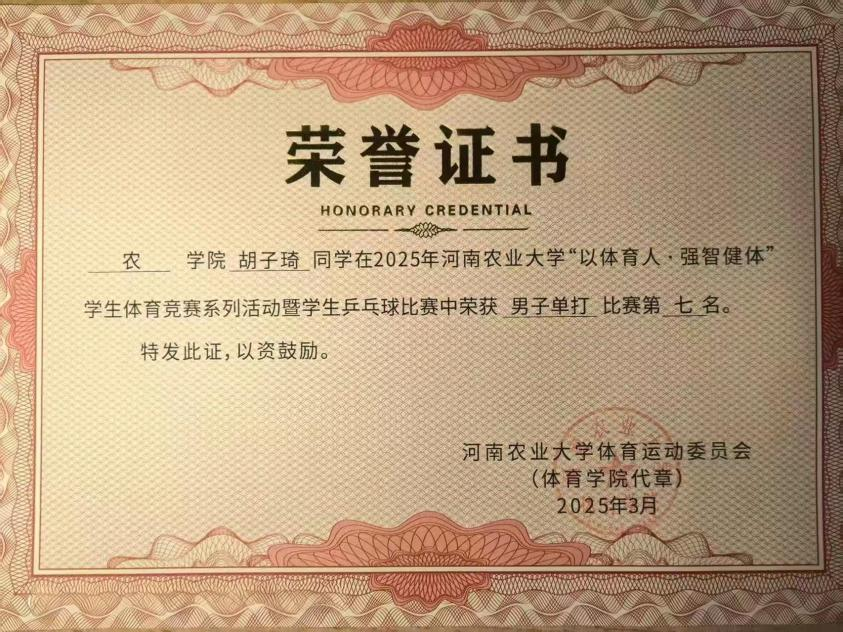 荣誉证书
HONORARY CREDENTIAL
农 学院 胡子琦 同学在2025年河南农业大学“以体育人·强智健体”
学生体育竞赛系列活动暨学生乒乓球比赛中荣获 男子单打 比赛第 七 名。
特发此证,以资鼓励。
河南农业大学体育运动委员会
(体育学院代章)
2025年3月